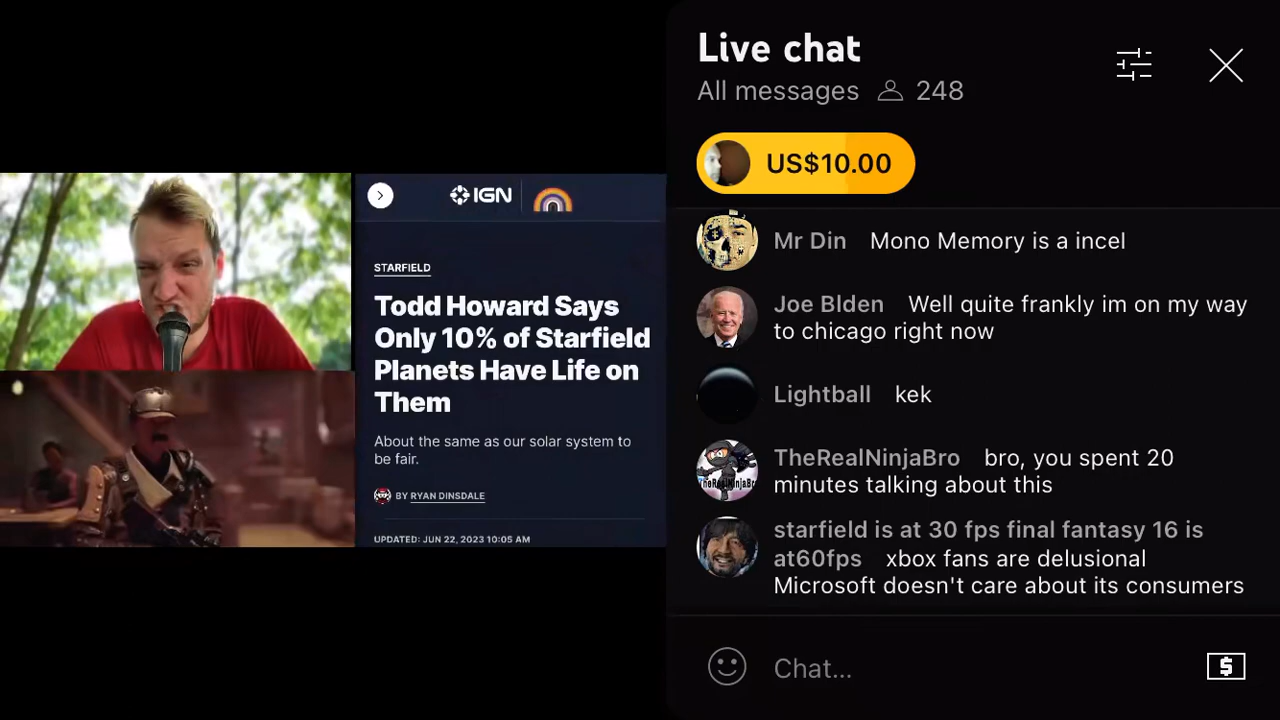 IGN
STARFIELD
Todd Howard Says
Only 10% of Starfield
Planets Have Life on
Them
About the same as our solar system to
be fair.
BY RYAN DINSDALE
UPDATED: JUN 22, 2023 10:05 AM
Live chat
All messages 248
US$10.00
Mr Din Mono Memory is a incel
Joe Blden Well quite frankly im on my way
to chicago right now
Lightball kek
TheRealNinjaBro bro, you spent 20
minutes talking about this
TheRealNinjaBro
starfield is at 30 fps final fantasy 16 is
at60fps xbox fans are delusional
Microsoft doesn't care about its consumers
Chat...
$